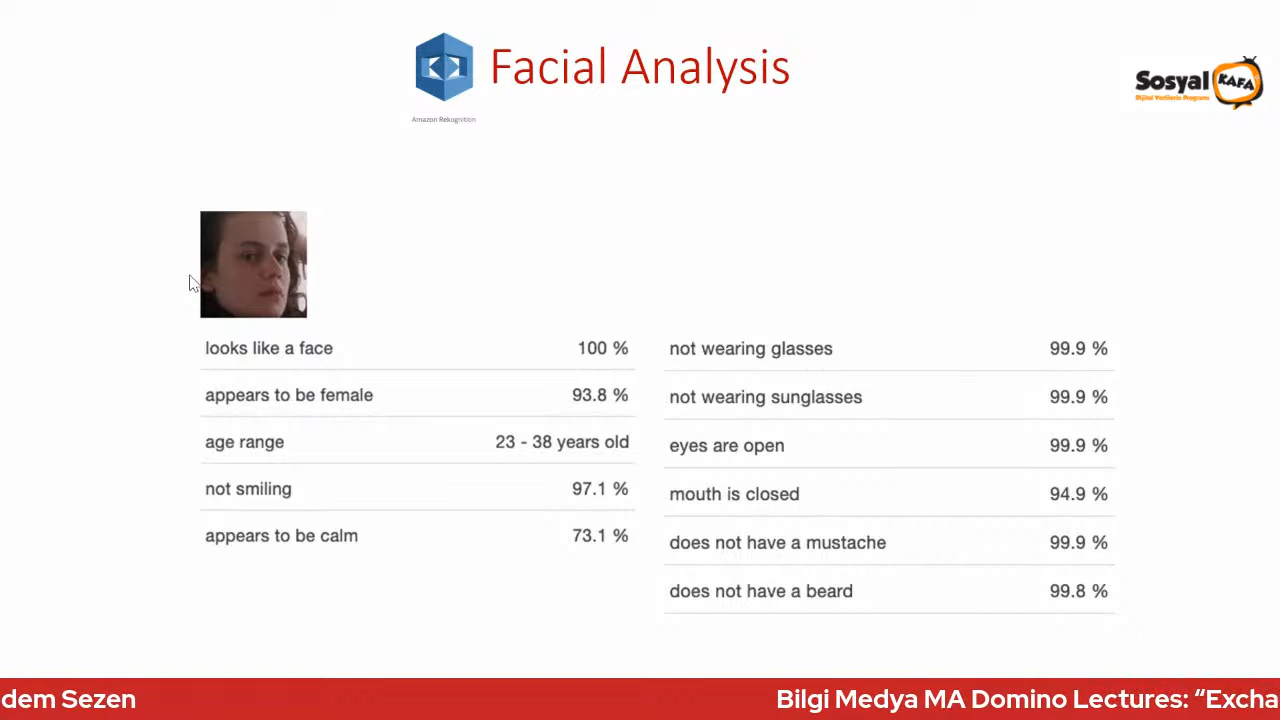 Facial Analysis
Amazon Rekognition
Sosyal KAFA
Dijital Yerlilerin Programı
looks like a face 100 %
appears to be female 93.8 %
age range 23 - 38 years old
not smiling 97.1 %
appears to be calm 73.1 %
not wearing glasses 99.9 %
not wearing sunglasses 99.9 %
eyes are open 99.9 %
mouth is closed 94.9 %
does not have a mustache 99.9 %
does not have a beard 99.8 %
dem Sezen Bilgi Medya MA Domino Lectures: “Excha